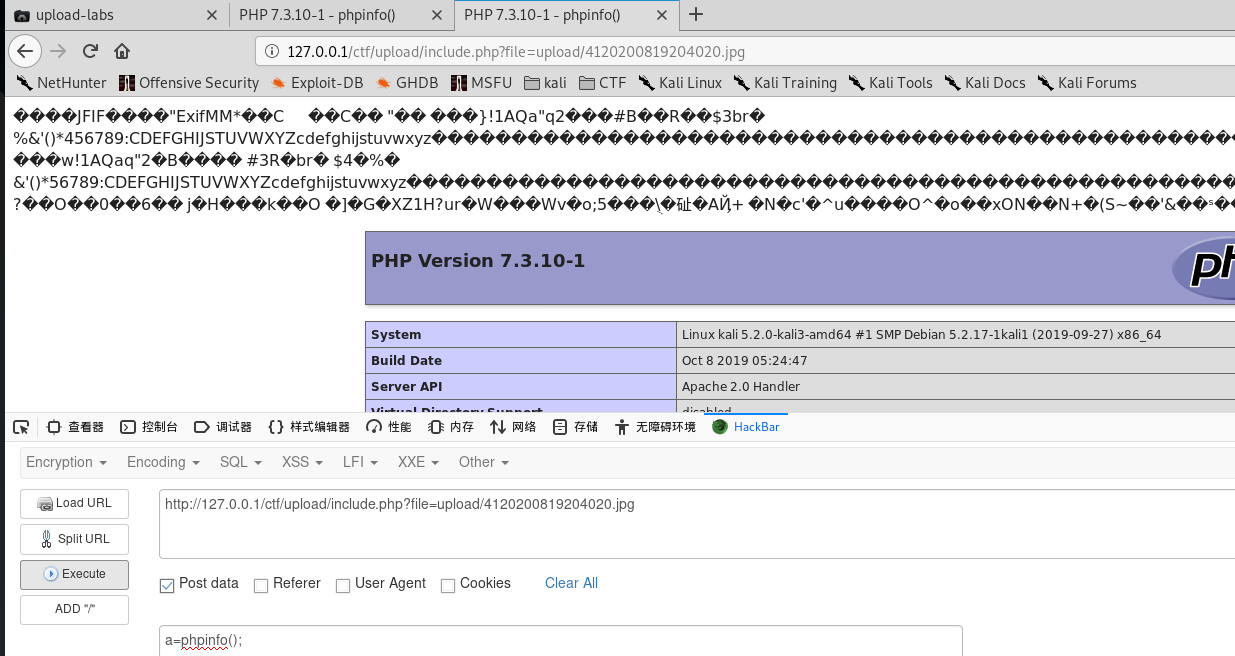 upload-labs
PHP 7.3.10-1 - phpinfo()
PHP 7.3.10-1 - phpinfo()
127.0.0.1/ctf/upload/include.php?file=upload/4120200819204020.jpg
NetHunter
Offensive Security
Exploit-DB
GHDB
MSFU
kali
CTF
Kali Linux
Kali Training
Kali Tools
Kali Docs
Kali Forums
����JFIF����"ExifMM*��C ��C�� "�� ���}!1AQa"q2���#B��R��$3br�
%&'()*456789:CDEFGHIJSTUVWXYZcdefghijstuvwxyz
���w!1AQaq"2�B���� #3R�br� $4�%�
&'()*56789:CDEFGHIJSTUVWXYZcdefghijstuvwxyz
?��O��0��6�� j�H���k��O �]�G�XZ1H?ur�W���Wv�o;5���
PHP Version 7.3.10-1
System
Linux kali 5.2.0-kali3-amd64 #1 SMP Debian 5.2.17-1kali1 (2019-09-27) x86_64
Build Date
Oct 8 2019 05:24:47
Server API
Apache 2.0 Handler
Virtual Directory Support
disabled
查看器
控制台
调试器
样式编辑器
性能
内存
网络
存储
无障碍环境
HackBar
Encryption
Encoding
SQL
XSS
LFI
XXE
Other
Load URL
http://127.0.0.1/ctf/upload/include.php?file=upload/4120200819204020.jpg
Split URL
Execute
Post data
Referer
User Agent
Cookies
Clear All
ADD "/"
a=phpinfo();